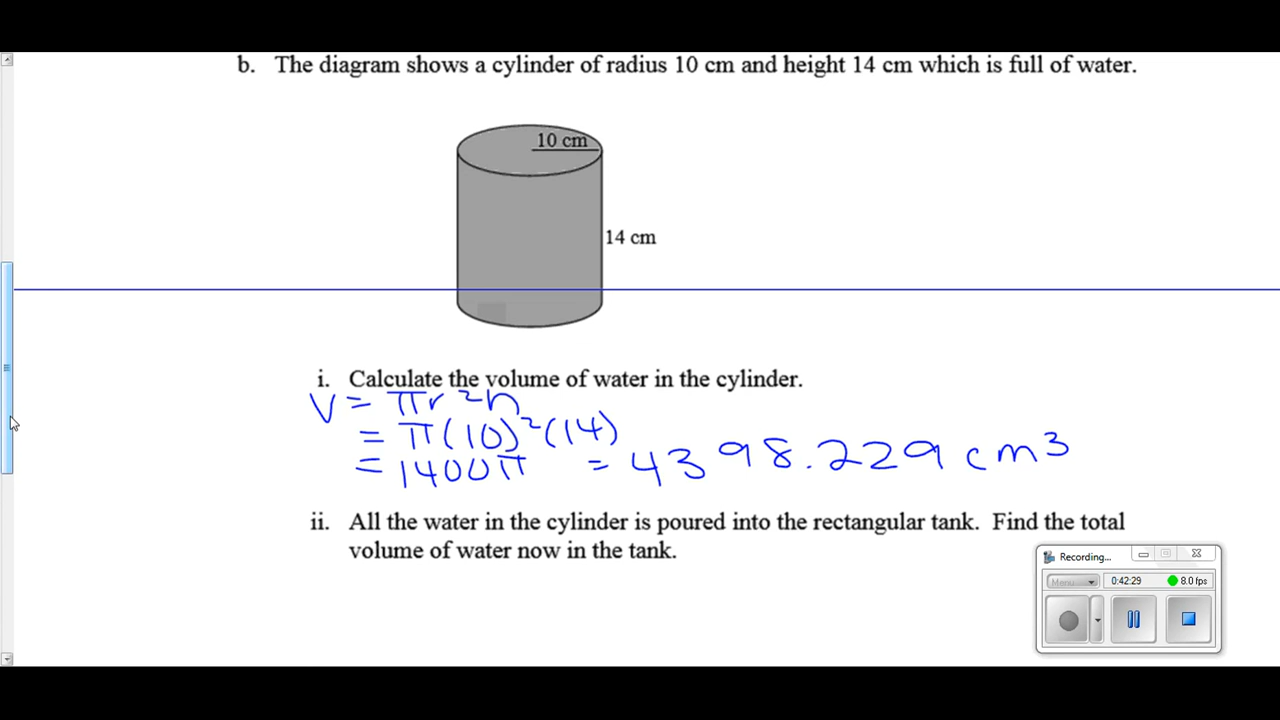 b. The diagram shows a cylinder of radius 10 cm and height 14 cm which is full of water.
10 cm
14 cm
i. Calculate the volume of water in the cylinder.
V = πr²h
= π(10)²(14)
= 1400π = 4398.229 cm³
ii. All the water in the cylinder is poured into the rectangular tank. Find the total
volume of water now in the tank.
Recording...
Menu
0:42:29
8.0 fps